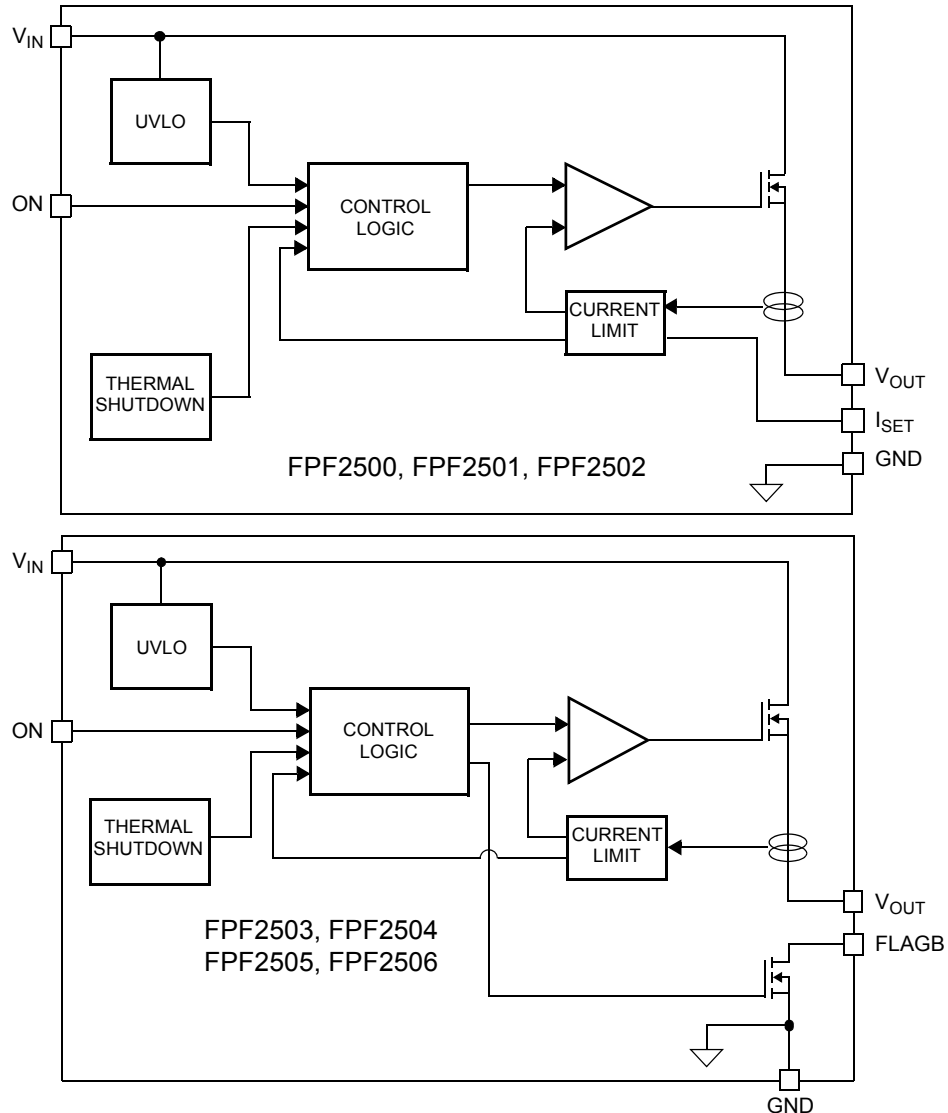 VIN
UVLO
ON
CONTROL
LOGIC
CURRENT
LIMIT
THERMAL
SHUTDOWN
VOUT
ISET
GND
FPF2500, FPF2501, FPF2502
VIN
UVLO
ON
CONTROL
LOGIC
THERMAL
SHUTDOWN
CURRENT
LIMIT
VOUT
FPF2503, FPF2504
FLAGB
FPF2505, FPF2506
GND